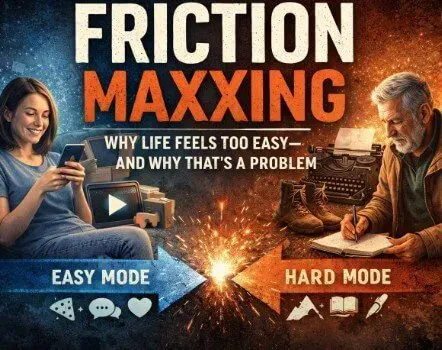 FRICTION
MAXXING
WHY LIFE FEELS TOO EASY—
AND WHY THAT'S A PROBLEM
EASY MODE
HARD MODE